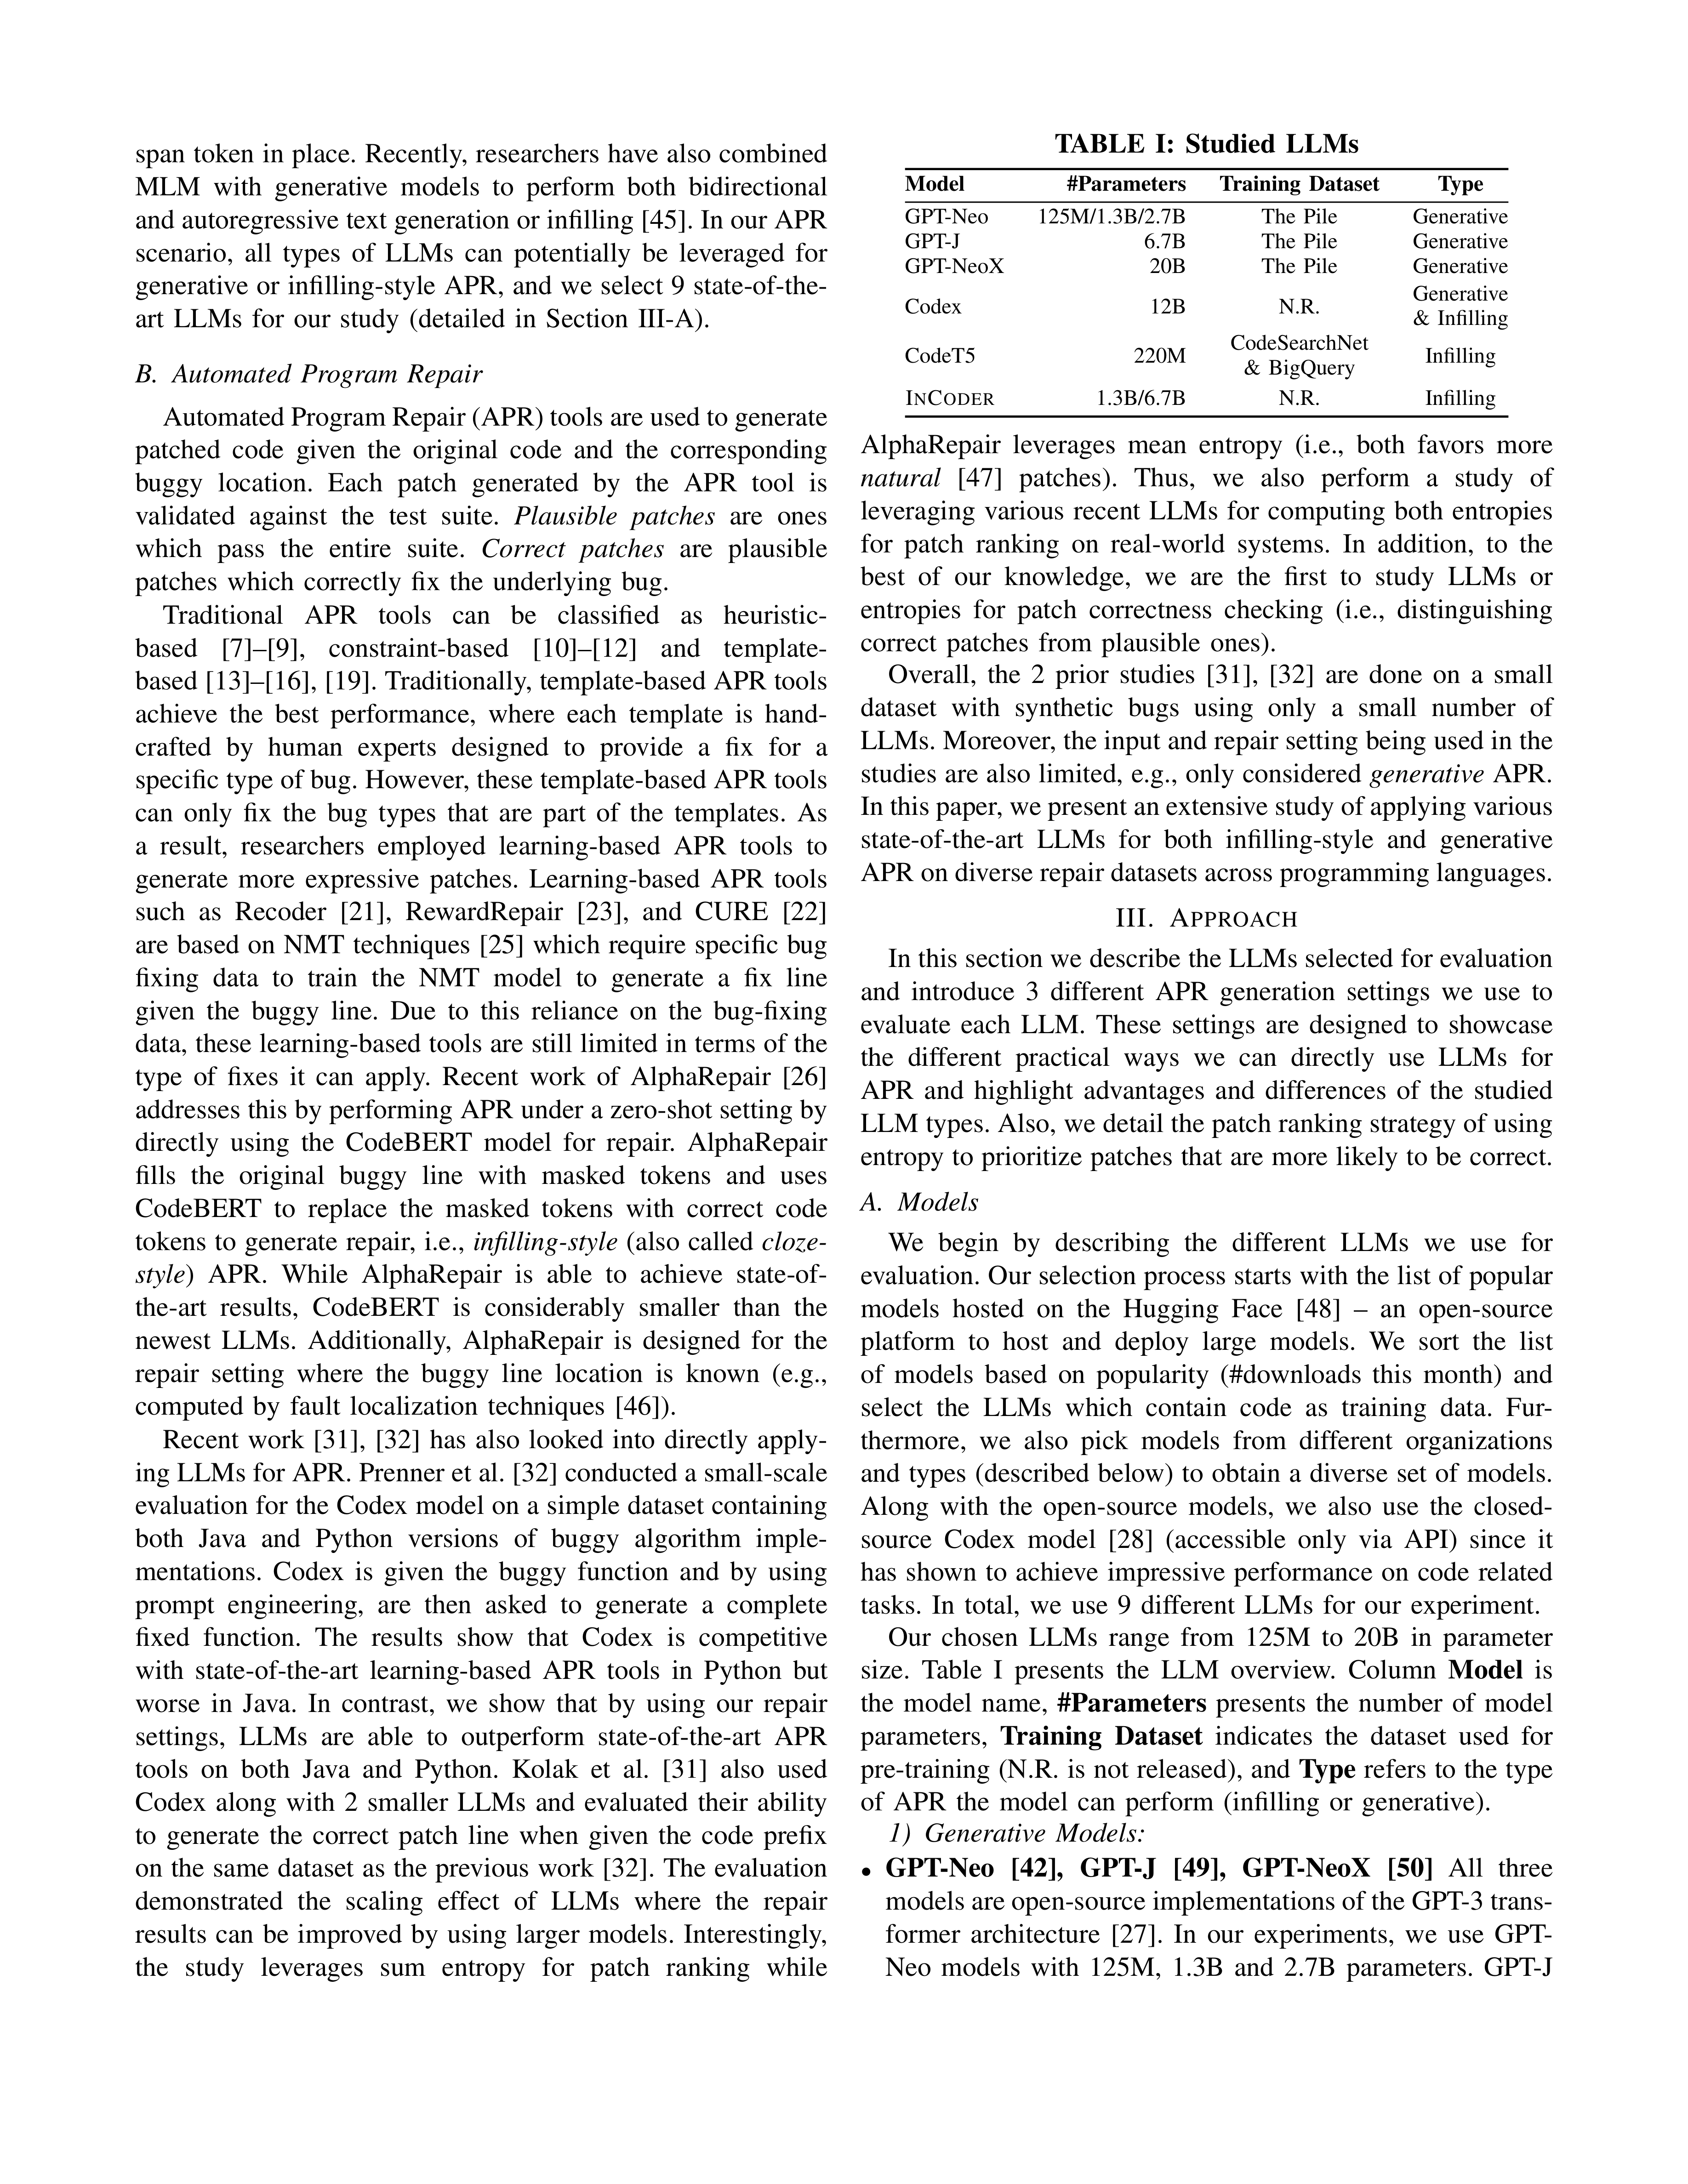 span token in place. Recently, researchers have also combined
MLM with generative models to perform both bidirectional
and autoregressive text generation or infilling [45]. In our APR
scenario, all types of LLMs can potentially be leveraged for
generative or infilling-style APR, and we select 9 state-of-the-
art LLMs for our study (detailed in Section III-A).
B. Automated Program Repair
Automated Program Repair (APR) tools are used to generate
patched code given the original code and the corresponding
buggy location. Each patch generated by the APR tool is
validated against the test suite. Plausible patches are ones
which pass the entire suite. Correct patches are plausible
patches which correctly fix the underlying bug.
Traditional APR tools can be classified as heuristic-
based [7]–[9], constraint-based [10]–[12] and template-
based [13]–[16], [19]. Traditionally, template-based APR tools
achieve the best performance, where each template is hand-
crafted by human experts designed to provide a fix for a
specific type of bug. However, these template-based APR tools
can only fix the bug types that are part of the templates. As
a result, researchers employed learning-based APR tools to
generate more expressive patches. Learning-based APR tools
such as Recoder [21], RewardRepair [23], and CURE [22]
are based on NMT techniques [25] which require specific bug
fixing data to train the NMT model to generate a fix line
given the buggy line. Due to this reliance on the bug-fixing
data, these learning-based tools are still limited in terms of the
type of fixes it can apply. Recent work of AlphaRepair [26]
addresses this by performing APR under a zero-shot setting by
directly using the CodeBERT model for repair. AlphaRepair
fills the original buggy line with masked tokens and uses
CodeBERT to replace the masked tokens with correct code
tokens to generate repair, i.e., infilling-style (also called cloze-
style) APR. While AlphaRepair is able to achieve state-of-
the-art results, CodeBERT is considerably smaller than the
newest LLMs. Additionally, AlphaRepair is designed for the
repair setting where the buggy line location is known (e.g.,
computed by fault localization techniques [46]).
Recent work [31], [32] has also looked into directly apply-
ing LLMs for APR. Prenner et al. [32] conducted a small-scale
evaluation for the Codex model on a simple dataset containing
both Java and Python versions of buggy algorithm imple-
mentations. Codex is given the buggy function and by using
prompt engineering, are then asked to generate a complete
fixed function. The results show that Codex is competitive
with state-of-the-art learning-based APR tools in Python but
worse in Java. In contrast, we show that by using our repair
settings, LLMs are able to outperform state-of-the-art APR
tools on both Java and Python. Kolak et al. [31] also used
Codex along with 2 smaller LLMs and evaluated their ability
to generate the correct patch line when given the code prefix
on the same dataset as the previous work [32]. The evaluation
demonstrated the scaling effect of LLMs where the repair
results can be improved by using larger models. Interestingly,
the study leverages sum entropy for patch ranking while
TABLE I: Studied LLMs
Model #Parameters Training Dataset Type
GPT-Neo 125M/1.3B/2.7B The Pile Generative
GPT-J 6.7B The Pile Generative
GPT-NeoX 20B The Pile Generative
Codex 12B N.R. Generative
& Infilling
CodeT5 220M CodeSearchNet
& BigQuery Infilling
INCODER 1.3B/6.7B N.R. Infilling
AlphaRepair leverages mean entropy (i.e., both favors more
natural [47] patches). Thus, we also perform a study of
leveraging various recent LLMs for computing both entropies
for patch ranking on real-world systems. In addition, to the
best of our knowledge, we are the first to study LLMs or
entropies for patch correctness checking (i.e., distinguishing
correct patches from plausible ones).
Overall, the 2 prior studies [31], [32] are done on a small
dataset with synthetic bugs using only a small number of
LLMs. Moreover, the input and repair setting being used in the
studies are also limited, e.g., only considered generative APR.
In this paper, we present an extensive study of applying various
state-of-the-art LLMs for both infilling-style and generative
APR on diverse repair datasets across programming languages.
III. APPROACH
In this section we describe the LLMs selected for evaluation
and introduce 3 different APR generation settings we use to
evaluate each LLM. These settings are designed to showcase
the different practical ways we can directly use LLMs for
APR and highlight advantages and differences of the studied
LLM types. Also, we detail the patch ranking strategy of using
entropy to prioritize patches that are more likely to be correct.
A. Models
We begin by describing the different LLMs we use for
evaluation. Our selection process starts with the list of popular
models hosted on the Hugging Face [48] – an open-source
platform to host and deploy large models. We sort the list
of models based on popularity (#downloads this month) and
select the LLMs which contain code as training data. Fur-
thermore, we also pick models from different organizations
and types (described below) to obtain a diverse set of models.
Along with the open-source models, we also use the closed-
source Codex model [28] (accessible only via API) since it
has shown to achieve impressive performance on code related
tasks. In total, we use 9 different LLMs for our experiment.
Our chosen LLMs range from 125M to 20B in parameter
size. Table I presents the LLM overview. Column Model is
the model name, #Parameters presents the number of model
parameters, Training Dataset indicates the dataset used for
pre-training (N.R. is not released), and Type refers to the type
of APR the model can perform (infilling or generative).
1) Generative Models:
• GPT-Neo [42], GPT-J [49], GPT-NeoX [50] All three
models are open-source implementations of the GPT-3 trans-
former architecture [27]. In our experiments, we use GPT-
Neo models with 125M, 1.3B and 2.7B parameters. GPT-J